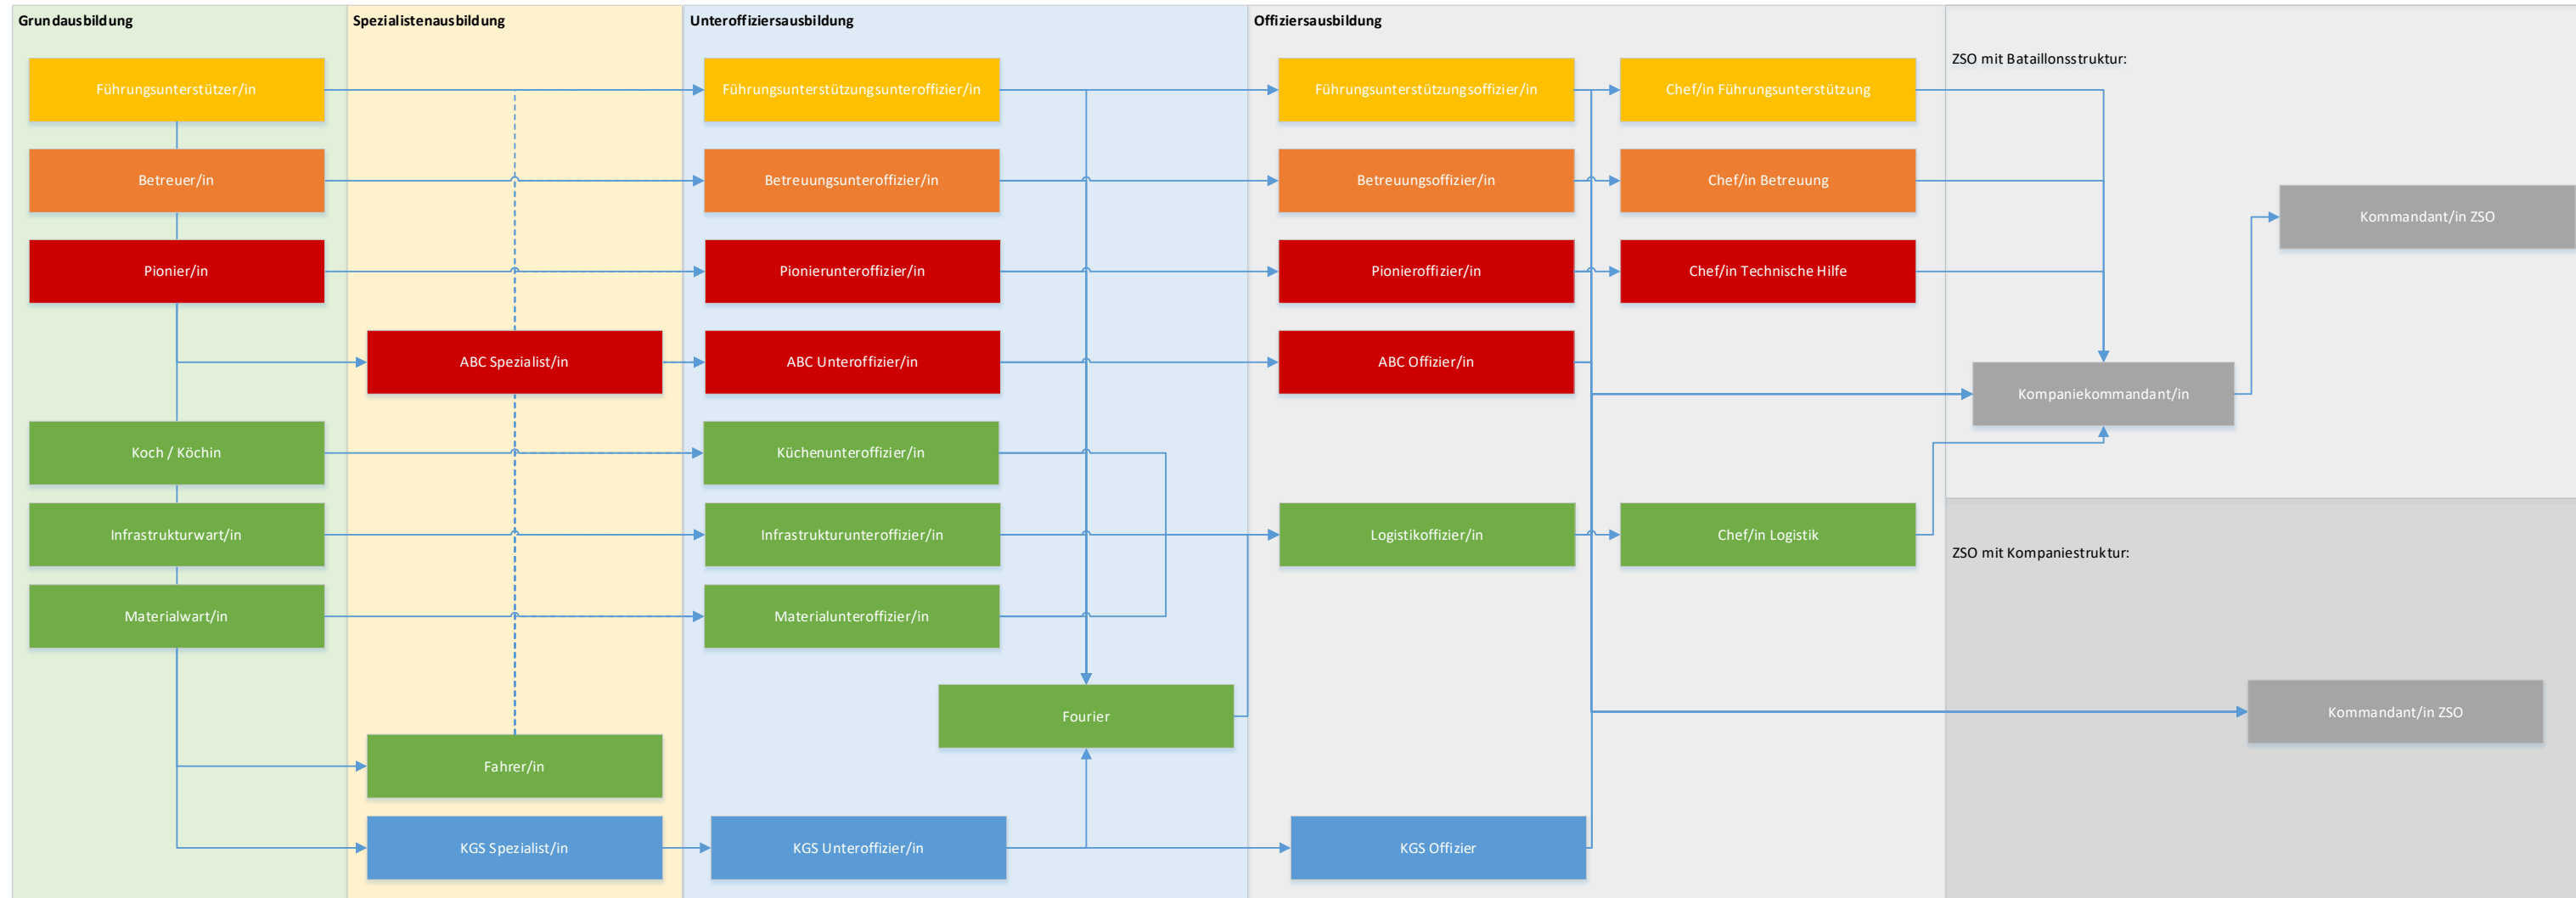 Grundausbildung
Spezialistenausbildung
Unteroffiziersausbildung
Offiziersausbildung
ZSO mit Bataillonsstruktur:
Führungsunterstützer/in
Führungsunterstützungsunteroffizier/in
Führungsunterstützungsoffizier/in
Chef/in Führungsunterstützung
Betreuer/in
Betreuungsunteroffizier/in
Betreuungsoffizier/in
Chef/in Betreuung
Kommandant/in ZSO
Pionier/in
Pionierunteroffizier/in
Pionieroffizier/in
Chef/in Technische Hilfe
ABC Spezialist/in
ABC Unteroffizier/in
ABC Offizier/in
Kompaniekommandant/in
Koch / Köchin
Küchenunteroffizier/in
Infrastrukturwart/in
Infrastrukturunteroffizier/in
Logistikoffizier/in
Chef/in Logistik
ZSO mit Kompaniestruktur:
Materialwart/in
Materialunteroffizier/in
Fourier
Kommandant/in ZSO
Fahrer/in
KGS Spezialist/in
KGS Unteroffizier/in
KGS Offizier